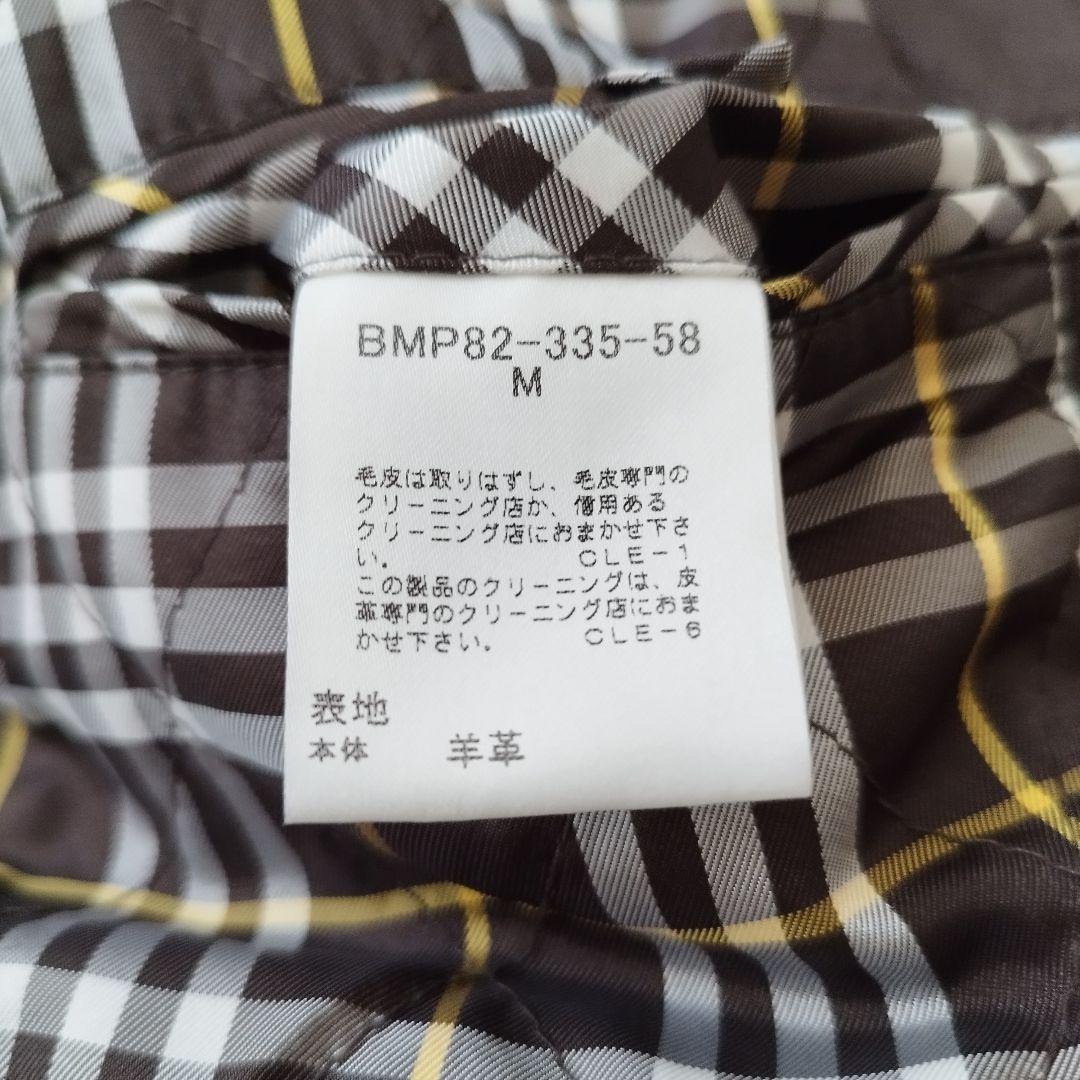 BMP82-335-58
M
毛皮は取りはずし、毛皮専門の
クリーニング店か、信用ある
クリーニング店におまかせ下さ
い。 CLE-1
この製品のクリーニングは、皮
革専門のクリーニング店におま
かせ下さい。 CLE-6
表地
本体 羊革